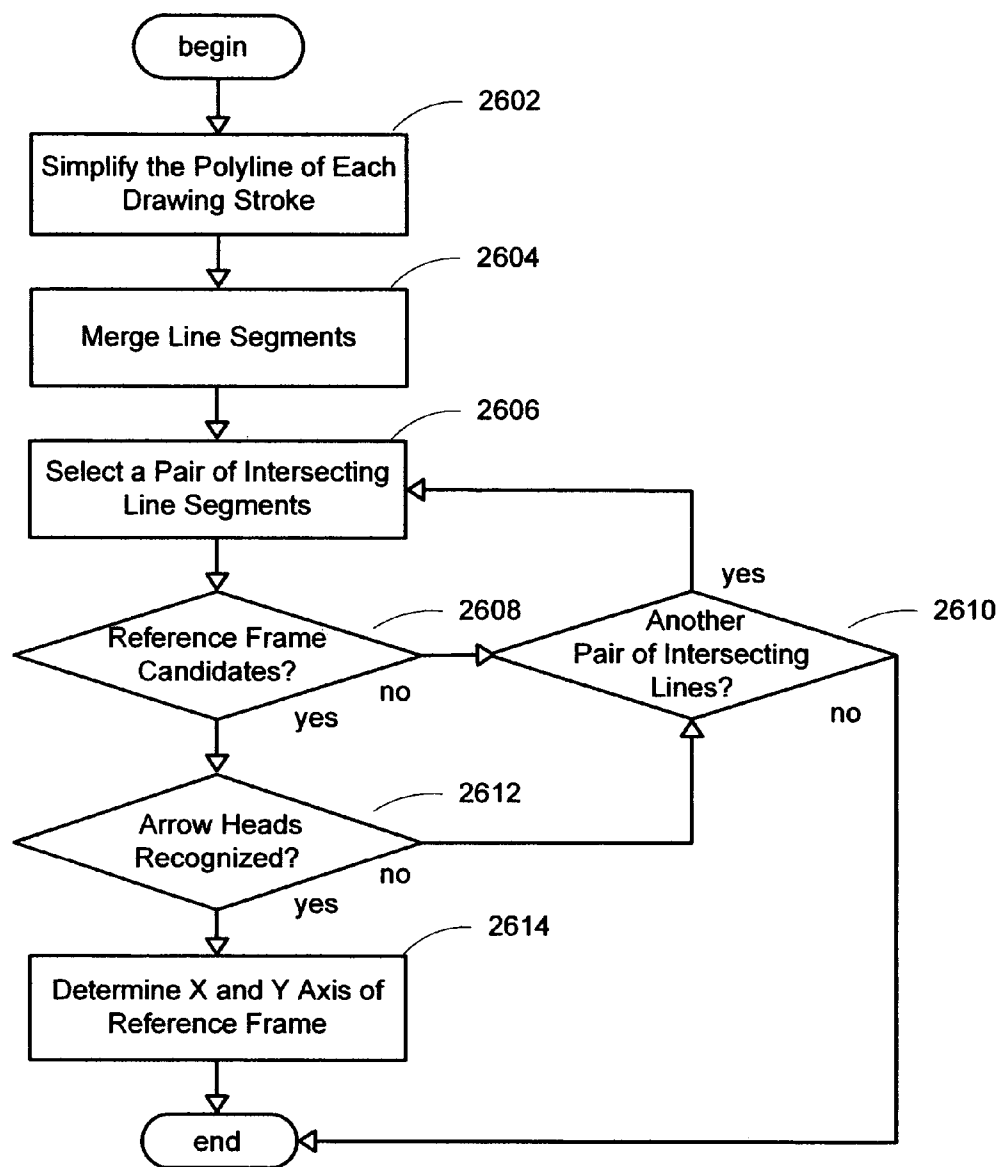 begin
2602
Simplify the Polyline of Each
Drawing Stroke
2604
Merge Line Segments
2606
Select a Pair of Intersecting
Line Segments
yes
2608
Reference Frame
Candidates?
no
yes
2610
Another
Pair of Intersecting
Lines?
no
2612
Arrow Heads
Recognized?
no
yes
2614
Determine X and Y Axis of
Reference Frame
end